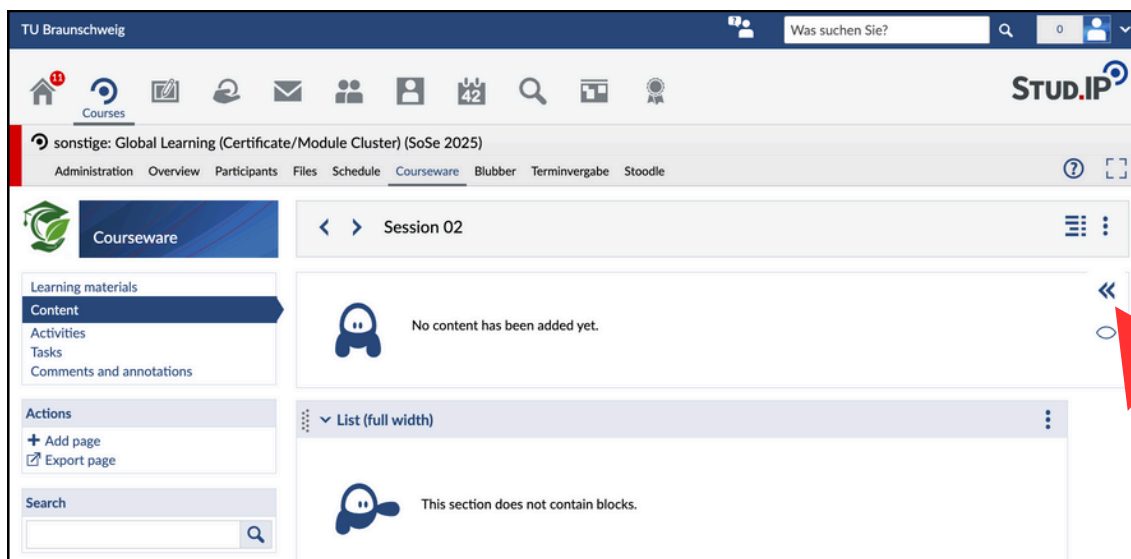 TU Braunschweig
?
Was suchen Sie?
0
11
42
STUD.IP
Courses
sonstige: Global Learning (Certificate/Module Cluster) (SoSe 2025)
Administration Overview Participants Files Schedule Courseware Blubber Terminvergabe Stoodle
?
Courseware
Session 02
Learning materials
Content
Activities
Tasks
Comments and annotations
No content has been added yet.
Actions
Add page
Export page
List (full width)
Search
This section does not contain blocks.